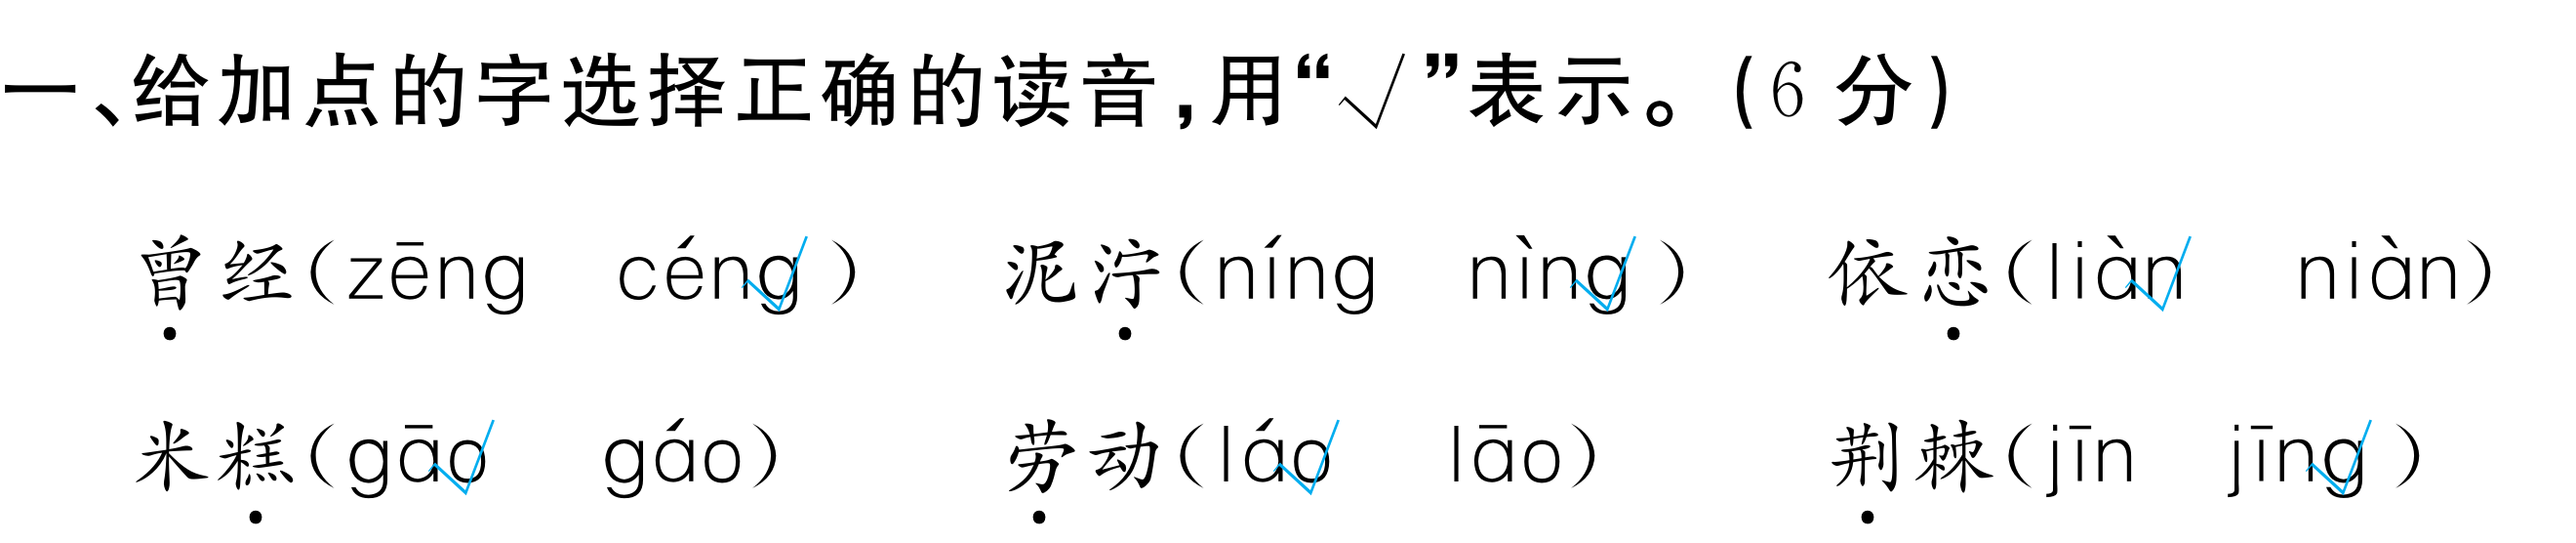 一、给加点的字选择正确的读音,用“√”表示。(6 分)
曾经(zēng céng√) 泥泞(níng nìng√) 依恋(liàn√ niàn)
米糕(gāo√ gáo) 劳动(láo√ lāo) 荆棘(jīn jīng√)